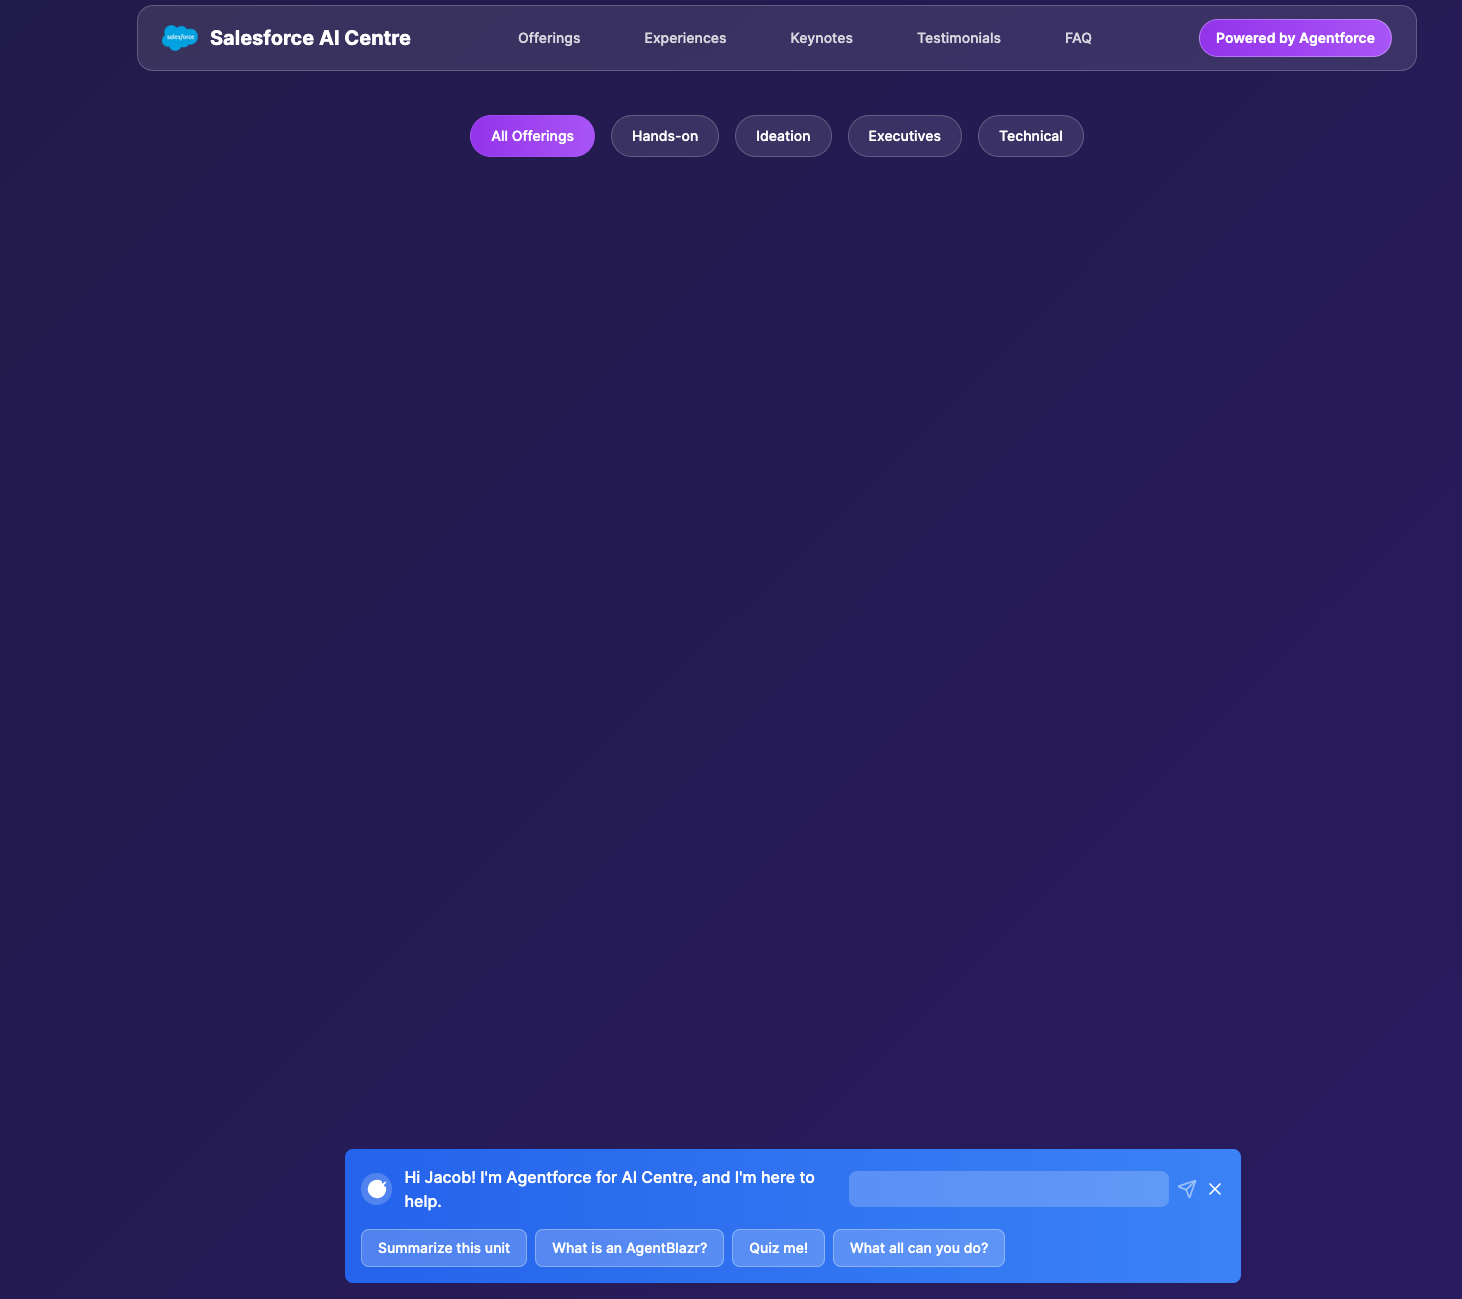 salesforce
Salesforce AI Centre
Offerings
Experiences
Keynotes
Testimonials
FAQ
Powered by Agentforce
All Offerings
Hands-on
Ideation
Executives
Technical
Hi Jacob! I'm Agentforce for AI Centre, and I'm here to
help.
Summarize this unit
What is an AgentBlazr?
Quiz me!
What all can you do?